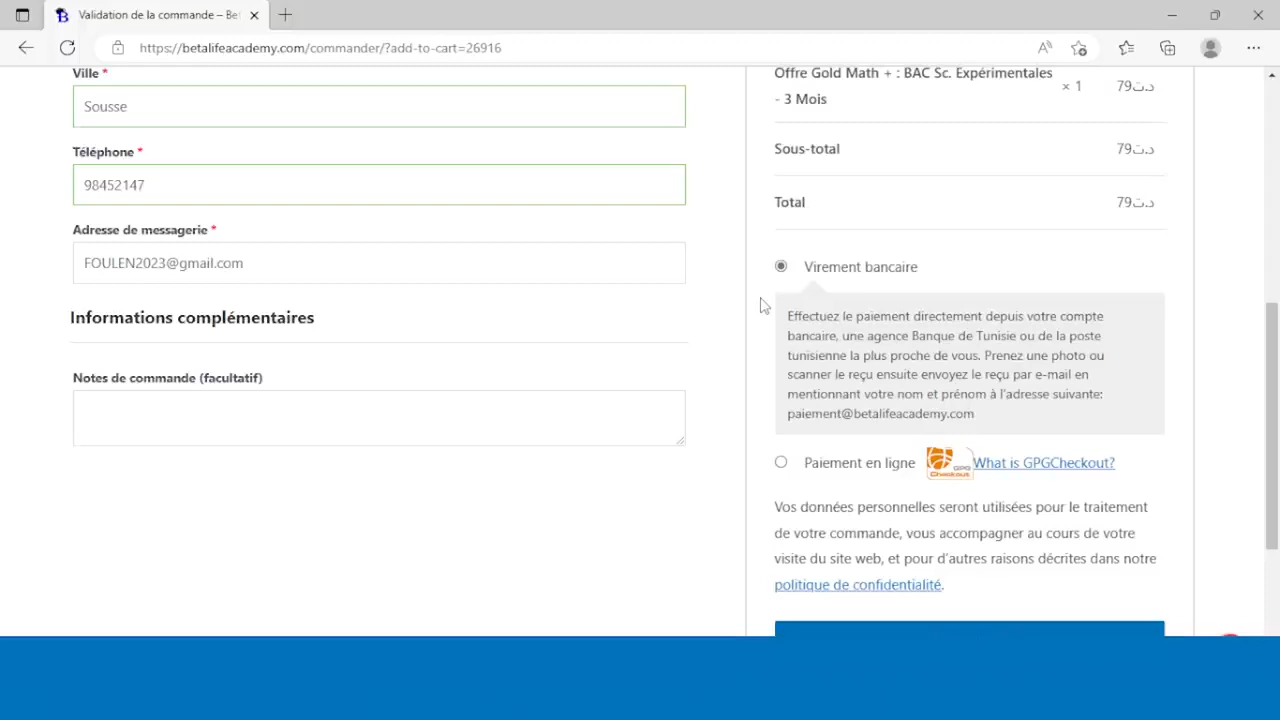 Validation de la commande – Bet
https://betalifeacademy.com/commander/?add-to-cart=26916
Ville *
Sousse
Téléphone *
98452147
Adresse de messagerie *
FOULEN2023@gmail.com
Informations complémentaires
Notes de commande (facultatif)
Offre Gold Math + : BAC Sc. Expérimentales
- 3 Mois
× 1
79د.ت
Sous-total
79د.ت
Total
79د.ت
Virement bancaire
Effectuez le paiement directement depuis votre compte
bancaire, une agence Banque de Tunisie ou de la poste
tunisienne la plus proche de vous. Prenez une photo ou
scanner le reçu ensuite envoyez le reçu par e-mail en
mentionnant votre nom et prénom à l'adresse suivante:
paiement@betalifeacademy.com
Paiement en ligne
GPG
Checkout
What is GPGCheckout?
Vos données personnelles seront utilisées pour le traitement
de votre commande, vous accompagner au cours de votre
visite du site web, et pour d'autres raisons décrites dans notre
politique de confidentialité.